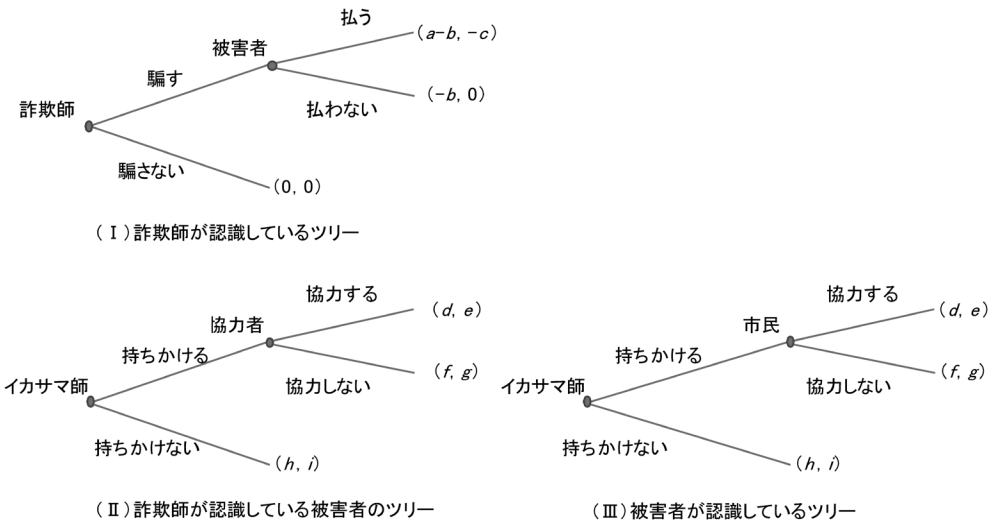 払う
(a-b, -c)
被害者
騙す
(-b, 0)
払わない
詐欺師
騙さない
(0, 0)
(Ⅰ)詐欺師が認識しているツリー
協力する
(d, e)
協力者
持ちかける
(f, g)
協力しない
イカサマ師
持ちかけない
(h, i)
(Ⅱ)詐欺師が認識している被害者のツリー
協力する
(d, e)
市民
持ちかける
(f, g)
協力しない
イカサマ師
持ちかけない
(h, i)
(Ⅲ)被害者が認識しているツリー